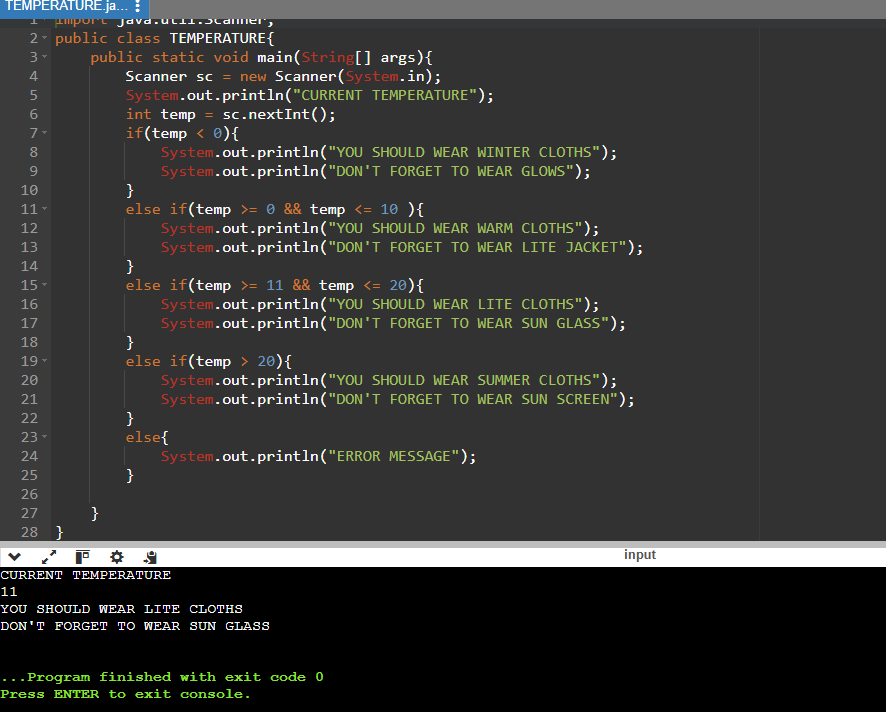 TEMPERATURE.ja...
1 import java.util.Scanner;
2 public class TEMPERATURE{
3 public static void main(String[] args){
4 Scanner sc = new Scanner(System.in);
5 System.out.println("CURRENT TEMPERATURE");
6 int temp = sc.nextInt();
7 if(temp < 0){
8 System.out.println("YOU SHOULD WEAR WINTER CLOTHS");
9 System.out.println("DON'T FORGET TO WEAR GLOWS");
10 }
11 else if(temp >= 0 && temp <= 10 ){
12 System.out.println("YOU SHOULD WEAR WARM CLOTHS");
13 System.out.println("DON'T FORGET TO WEAR LITE JACKET");
14 }
15 else if(temp >= 11 && temp <= 20){
16 System.out.println("YOU SHOULD WEAR LITE CLOTHS");
17 System.out.println("DON'T FORGET TO WEAR SUN GLASS");
18 }
19 else if(temp > 20){
20 System.out.println("YOU SHOULD WEAR SUMMER CLOTHS");
21 System.out.println("DON'T FORGET TO WEAR SUN SCREEN");
22 }
23 else{
24 System.out.println("ERROR MESSAGE");
25 }
26
27 }
28 }
input
CURRENT TEMPERATURE
11
YOU SHOULD WEAR LITE CLOTHS
DON'T FORGET TO WEAR SUN GLASS
...Program finished with exit code 0
Press ENTER to exit console.